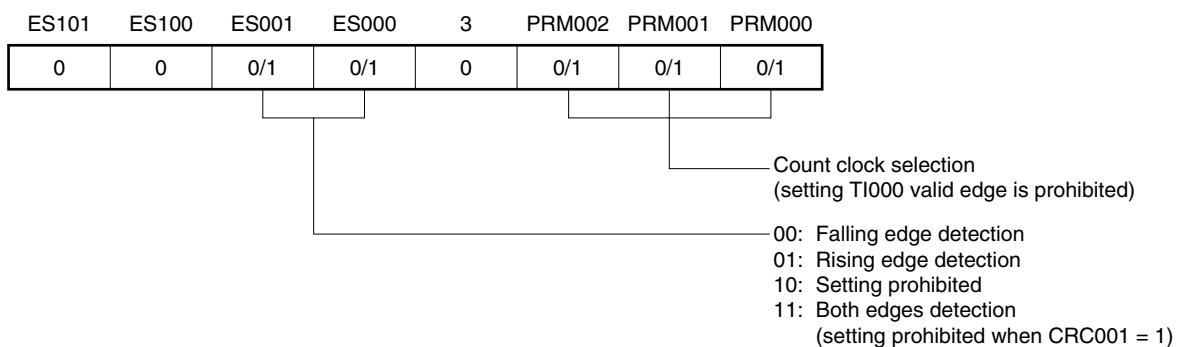 ES101 ES100 ES001 ES000 3 PRM002 PRM001 PRM000
0 0 0/1 0/1 0 0/1 0/1 0/1
Count clock selection
(setting TI000 valid edge is prohibited)
00: Falling edge detection
01: Rising edge detection
10: Setting prohibited
11: Both edges detection
(setting prohibited when CRC001 = 1)